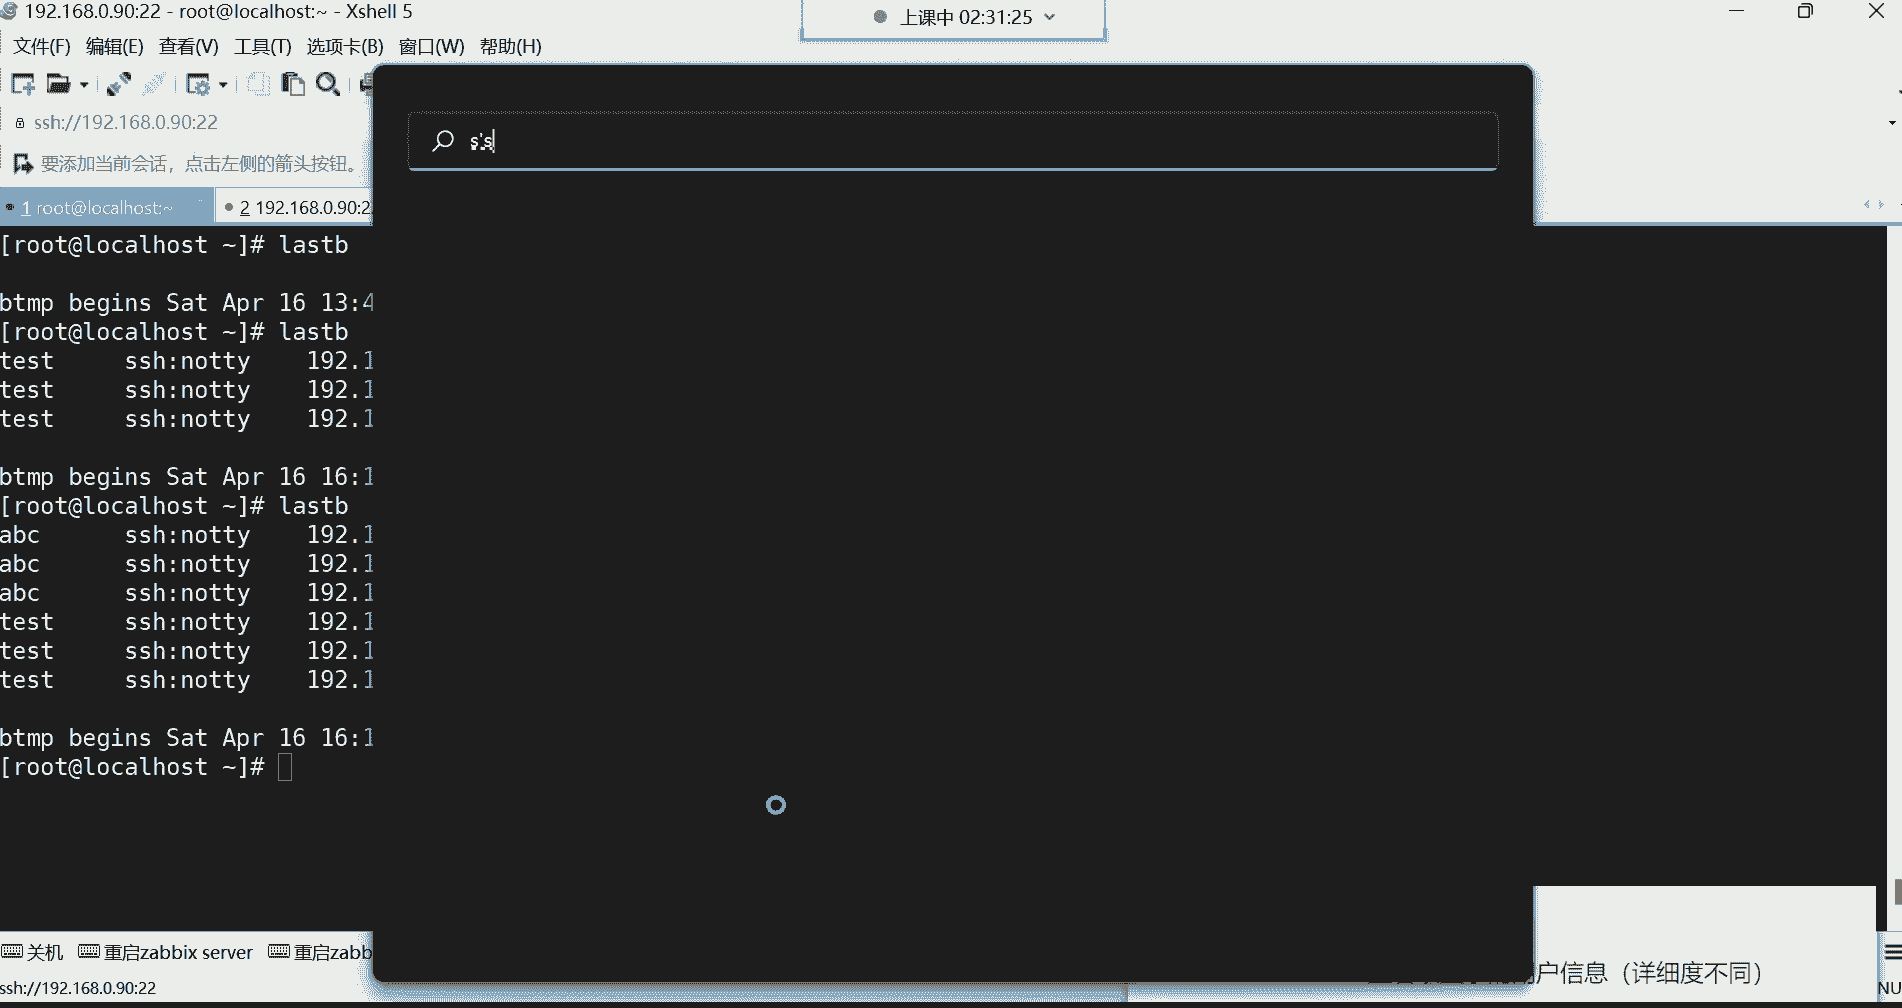 192.168.0.90:22 - root@localhost:~ - Xshell 5
上课中 02:31:25
文件(F) 编辑(E) 查看(V) 工具(T) 选项卡(B) 窗口(W) 帮助(H)
ssh://192.168.0.90:22
s's
要添加当前会话，点击左侧的箭头按钮。
1 root@localhost:~ 2 192.168.0.90:2
[root@localhost ~]# lastb
btmp begins Sat Apr 16 13:4
[root@localhost ~]# lastb
test ssh:notty 192.1
test ssh:notty 192.1
test ssh:notty 192.1
btmp begins Sat Apr 16 16:1
[root@localhost ~]# lastb
abc ssh:notty 192.1
abc ssh:notty 192.1
abc ssh:notty 192.1
test ssh:notty 192.1
test ssh:notty 192.1
test ssh:notty 192.1
btmp begins Sat Apr 16 16:1
[root@localhost ~]#
关机 重启zabbix server 重启zabb
户信息（详细度不同）
ssh://192.168.0.90:22
NU